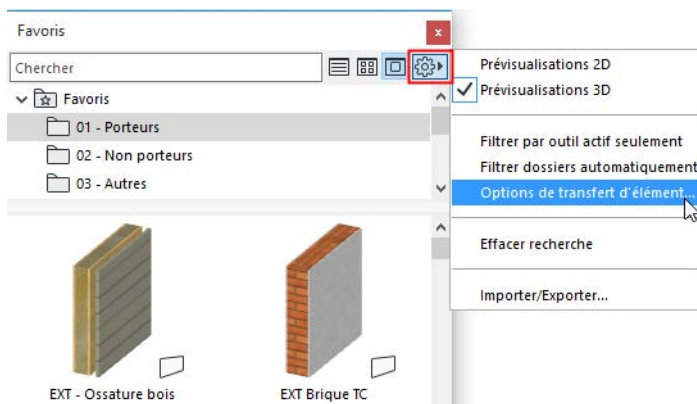 Favoris
x
Chercher
Favoris
01 - Porteurs
02 - Non porteurs
03 - Autres
EXT - Ossature bois
EXT Brique TC
Prévisualisations 2D
Prévisualisations 3D
Filtrer par outil actif seulement
Filtrer dossiers automatiquement
Options de transfert d'élément...
Effacer recherche
Importer/Exporter...